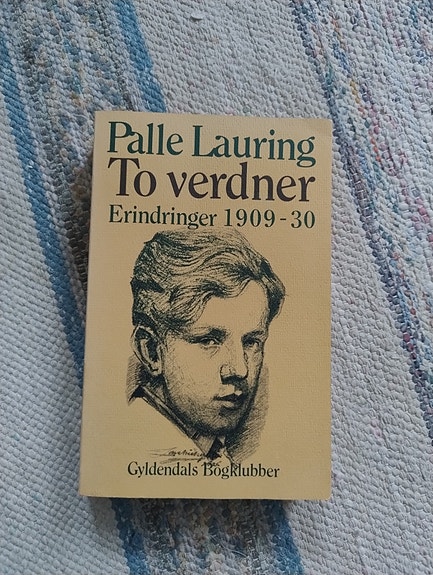 Palle Lauring
To verdner
Erindringer 1909-30
Gyldendals Bogklubber